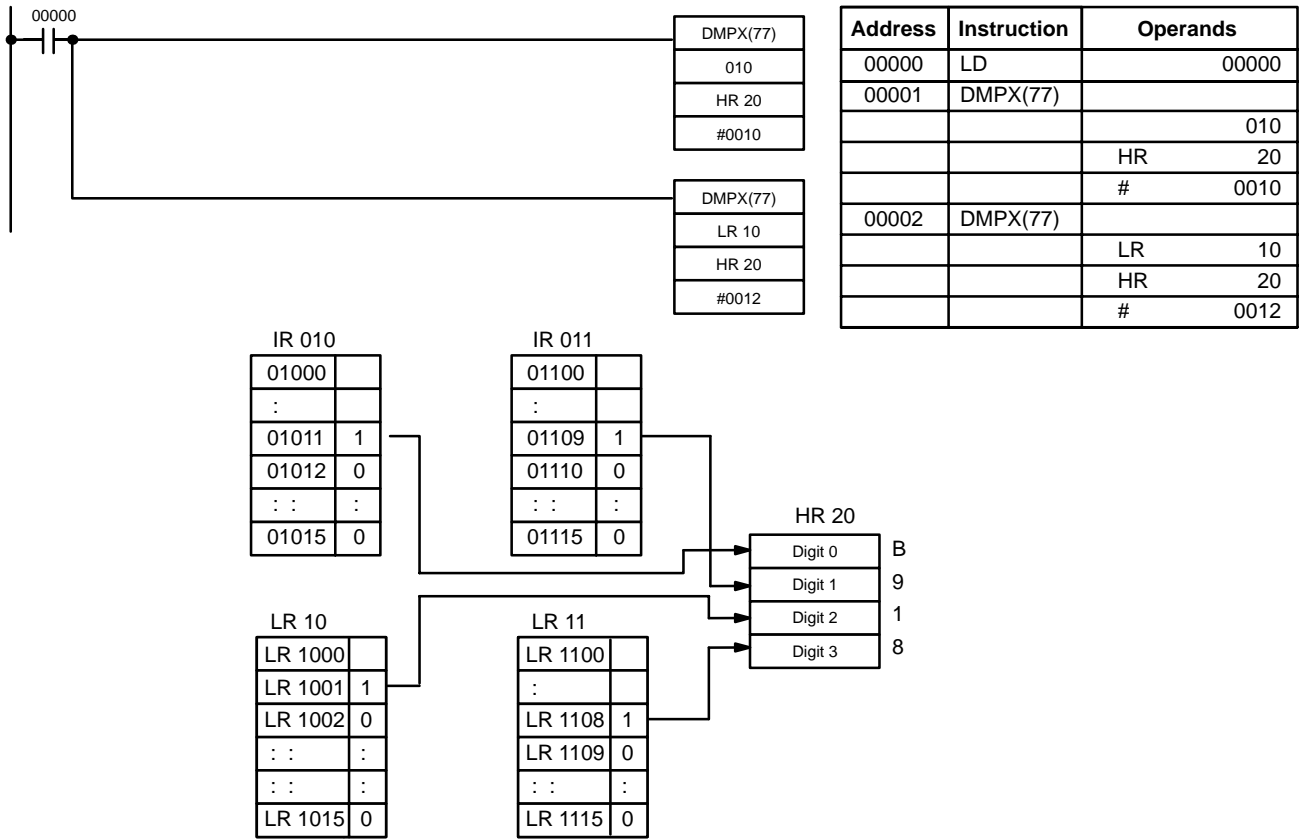 00000
DMPX(77)
010
HR 20
#0010
DMPX(77)
LR 10
HR 20
#0012
Address Instruction Operands
00000 LD 00000
00001 DMPX(77)
010
HR 20
# 0010
00002 DMPX(77)
LR 10
HR 20
# 0012
IR 010
01000
:
01011 1
01012 0
: : :
01015 0
IR 011
01100
:
01109 1
01110 0
: : :
01115 0
HR 20
Digit 0 B
Digit 1 9
Digit 2 1
Digit 3 8
LR 10
LR 1000
LR 1001 1
LR 1002 0
: : :
: : :
LR 1015 0
LR 11
LR 1100
:
LR 1108 1
LR 1109 0
: : :
LR 1115 0